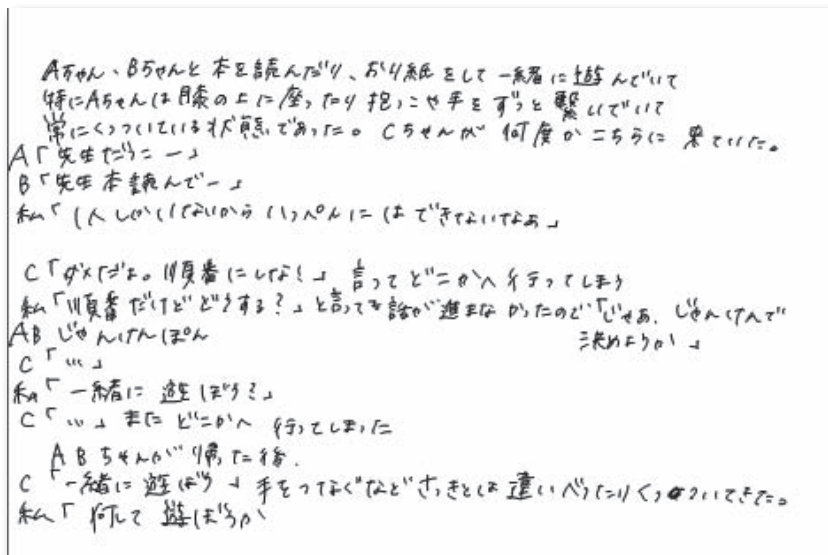 Aちゃん、Bちゃんと本を読んだり、おり紙をして一緒に遊んでいて
特にAちゃんは膝の上に座ったり抱っこや手をずっと繋いでいて
常にくっついている状態であった。Cちゃんが何度かこちらに来ていた。
A「先生だっこー」
B「先生本読んでー」
私「1人しかいないからいっぺんにはできないなぁ」
C「ダメだよ。順番にしな！」言ってどこかへ行ってしまう
私「順番だけどどうする？」と言っても話が進まなかったので「じゃあ、じゃんけんで
決めようか」
AB じゃんけんぽん
C「…」
私「一緒に遊ぼう？」
C「…」またどこかへ行ってしまった
ABちゃんが帰った後.
C「一緒に遊ぼう」手をつなぐなどさっきとは違いべったりくっついてきた。
私「何して遊ぼうか